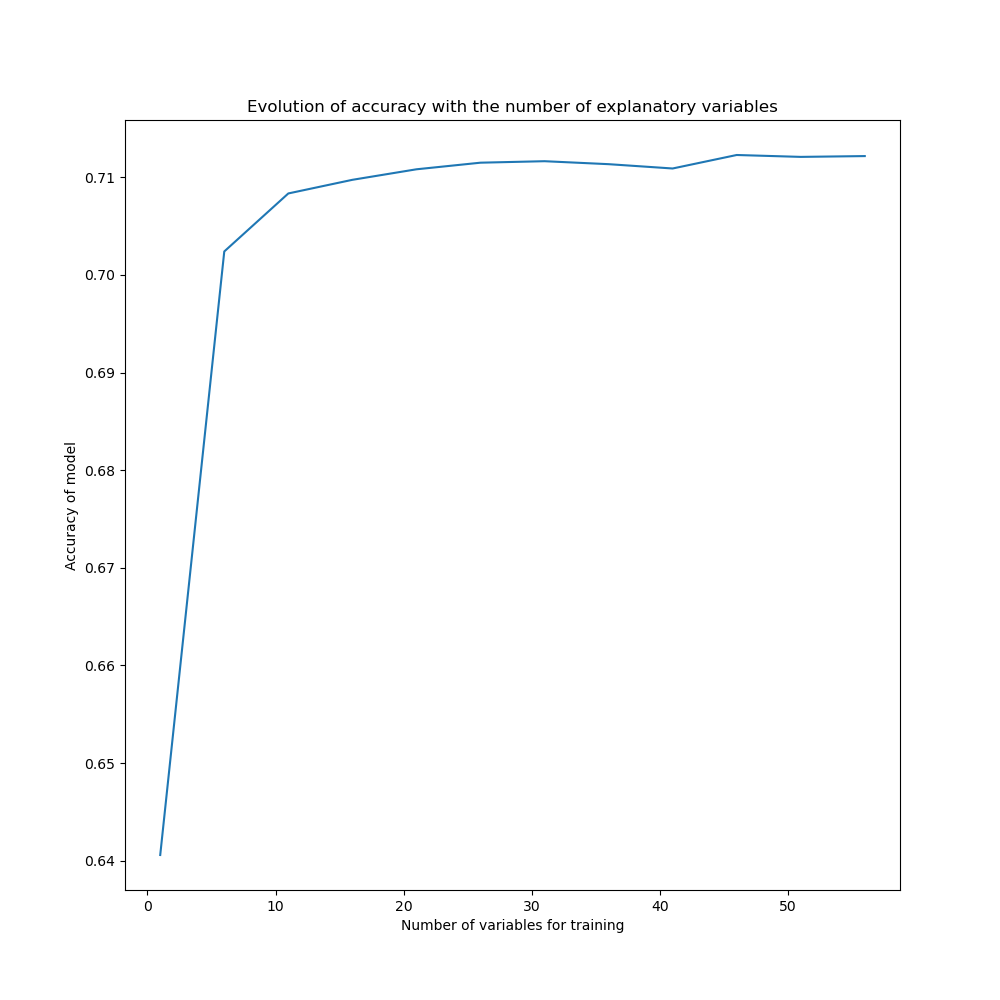 Evolution of accuracy with the number of explanatory variables
0.71
0.70
0.69
0.68
0.67
0.66
0.65
0.64
Accuracy of model
0 10 20 30 40 50
Number of variables for training